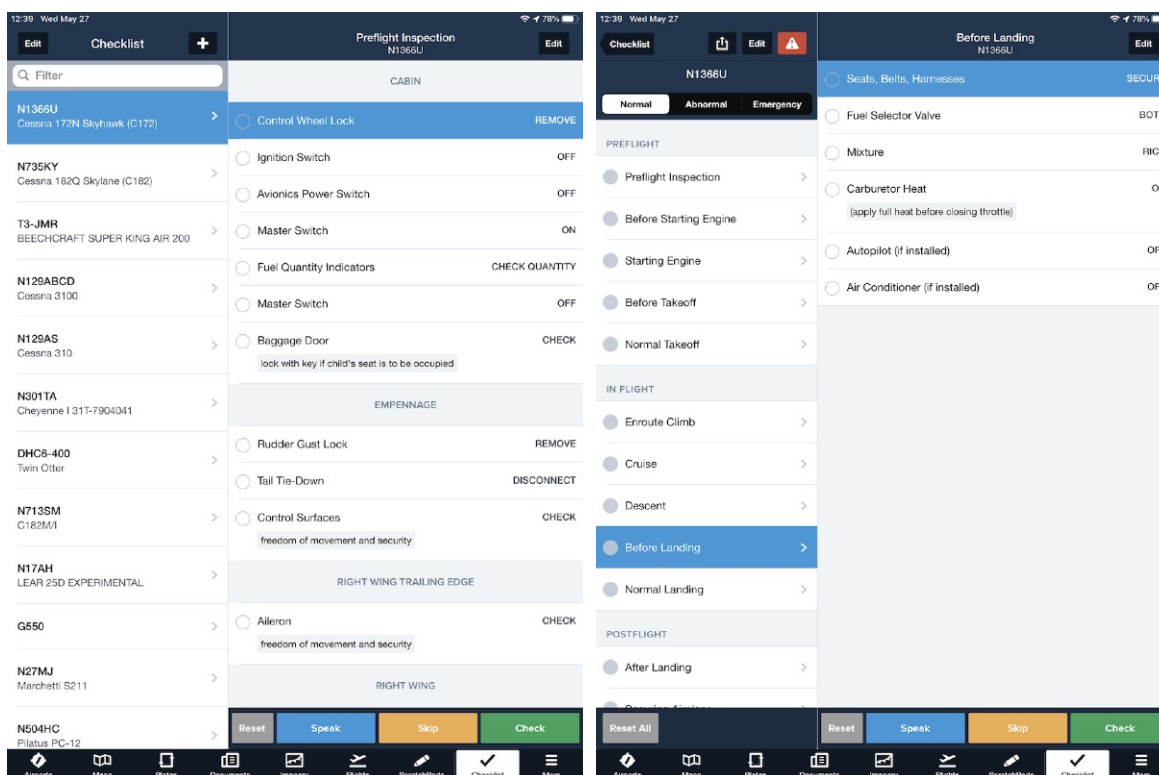 12:39 Wed May 27
78%
Edit
Checklist
+
Filter
N1366U
Cessna 172N Skyhawk (C172)
N735KY
Cessna 182Q Skylane (C182)
T3-JMR
BEECHCRAFT SUPER KING AIR 200
N129ABCD
Cessna 3100
N129AS
Cessna 310
N301TA
Cheyenne I 31T-7904041
DHC6-400
Twin Otter
N713SM
C182M/I
N17AH
LEAR 25D EXPERIMENTAL
G550
N27MJ
Marchetti S211
N504HC
Pilatus PC-12
Preflight Inspection
N1366U
Edit
CABIN
Control Wheel Lock REMOVE
Ignition Switch OFF
Avionics Power Switch OFF
Master Switch ON
Fuel Quantity Indicators CHECK QUANTITY
Master Switch OFF
Baggage Door CHECK
lock with key if child's seat is to be occupied
EMPENNAGE
Rudder Gust Lock REMOVE
Tail Tie-Down DISCONNECT
Control Surfaces CHECK
freedom of movement and security
RIGHT WING TRAILING EDGE
Aileron CHECK
freedom of movement and security
RIGHT WING
Reset Speak Skip Check
Checklist
12:39 Wed May 27
78%
Checklist
Edit
N1366U
Normal Abnormal Emergency
PREFLIGHT
Preflight Inspection
Before Starting Engine
Starting Engine
Before Takeoff
Normal Takeoff
IN FLIGHT
Enroute Climb
Cruise
Descent
Before Landing
Normal Landing
POSTFLIGHT
After Landing
Reset All
Before Landing
N1366U
Edit
Seats, Belts, Harnesses SECUR
Fuel Selector Valve BOT
Mixture RIC
Carburetor Heat O
(apply full heat before closing throttle)
Autopilot (if installed) OF
Air Conditioner (if installed) OF
Reset Speak Skip Check
Checklist